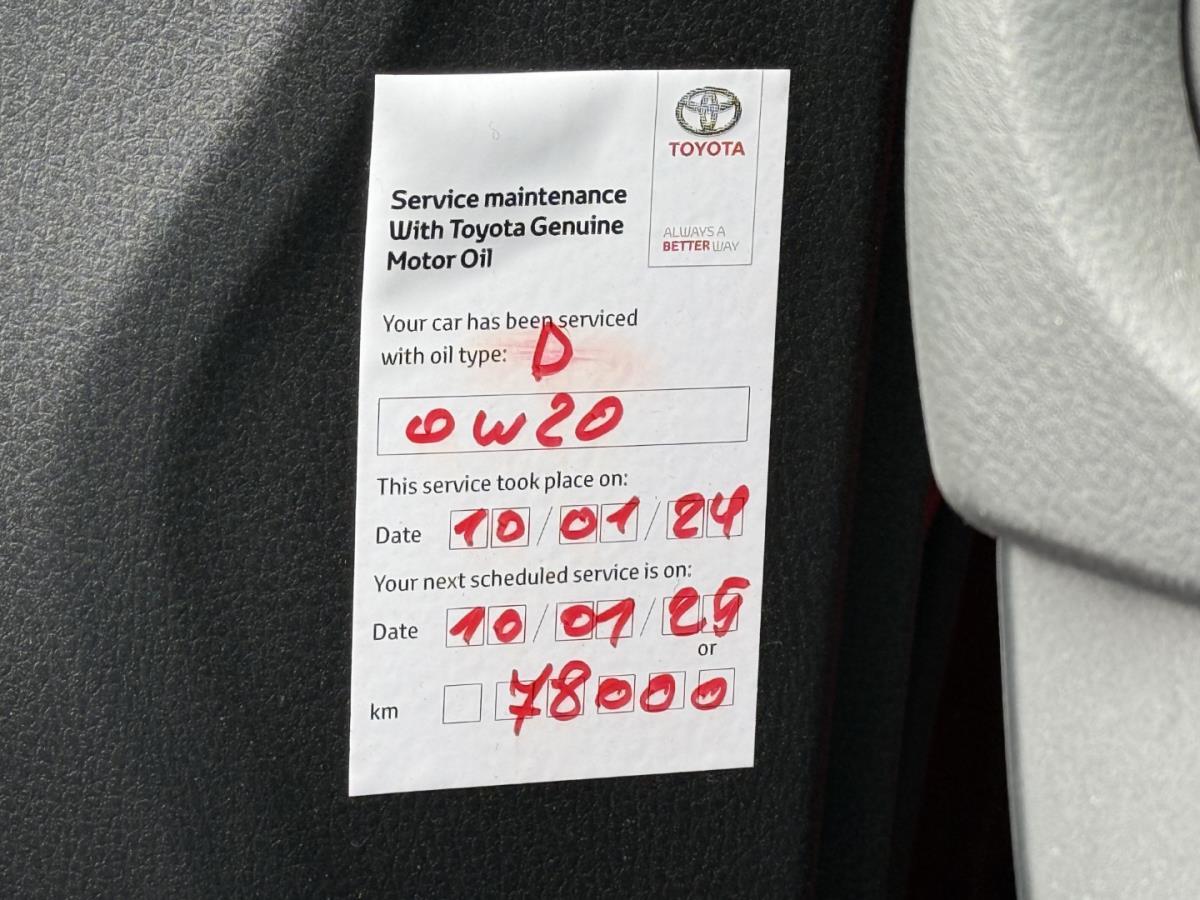 TOYOTA
Service maintenance
With Toyota Genuine
Motor Oil
ALWAYS A
BETTER WAY
Your car has been serviced
with oil type: D
0W20
This service took place on:
Date 10/01/24
Your next scheduled service is on:
Date 10/01/25
or
km 78000